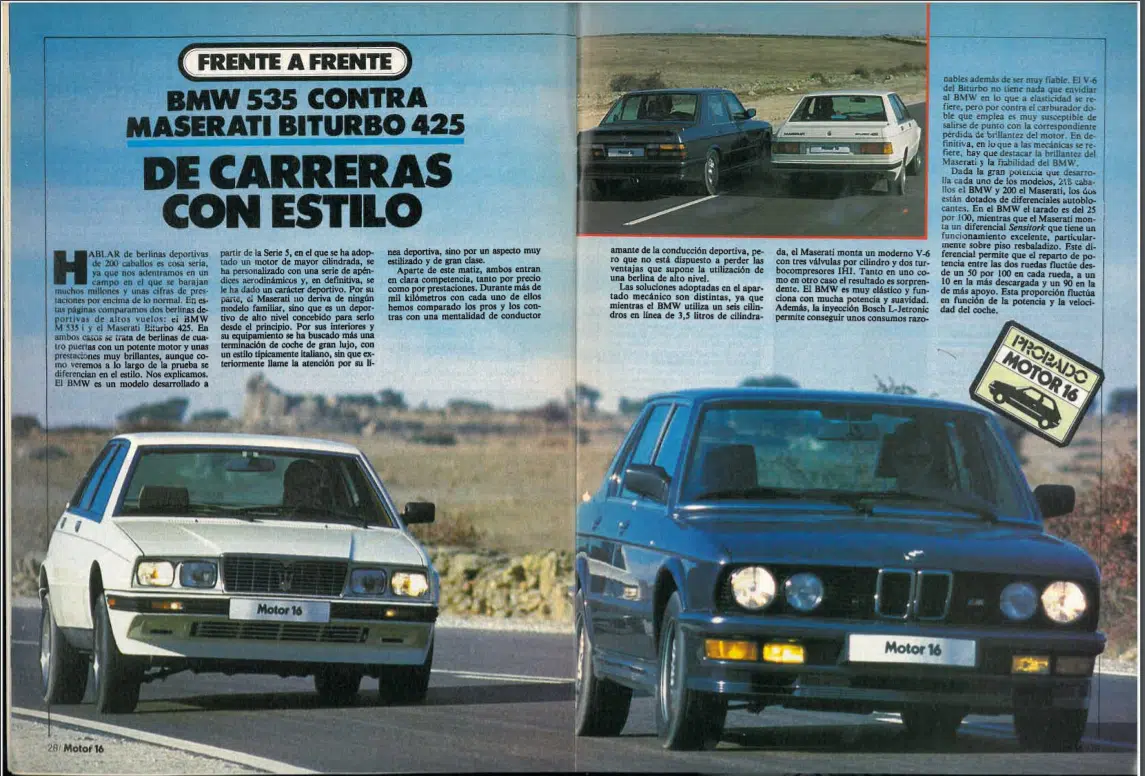 FRENTE A FRENTE
BMW 535 CONTRA
MASERATI BITURBO 425
DE CARRERAS
CON ESTILO
HABLAR de berlinas deportivas
de 200 caballos es cosa seria,
ya que nos adentramos en un
campo en el que se barajan
muchos millones y unas cifras de pres-
taciones por encima de lo normal. En es-
tas páginas comparamos dos berlinas de-
portivas de altos vuelos: el BMW
M 535 i y el Maserati Biturbo 425. En
ambos casos se trata de berlinas de cua-
tro puertas con un potente motor y unas
prestaciones muy brillantes, aunque co-
mo veremos a lo largo de la prueba se
diferencian en el estilo. Nos explicamos.
El BMW es un modelo desarrollado a
partir de la Serie 5, en el que se ha adop-
tado un motor de mayor cilindrada, se
ha personalizado con una serie de apén-
dices aerodinámicos y, en definitiva, se
le ha dado un carácter deportivo. Por su
parte, el Maserati no deriva de ningún
modelo familiar, sino que es un depor-
tivo de alto nivel concebido para serlo
desde el principio. Por sus interiores y
su equipamiento se ha buscado más una
terminación de coche de gran lujo, con
un estilo típicamente italiano, sin que ex-
teriormente llame la atención por su lí-
nea deportiva, sino por un aspecto muy
estilizado y de gran clase.
Aparte de este matiz, ambos entran
en clara competencia, tanto por precio
como por prestaciones. Durante más de
mil kilómetros con cada uno de ellos
hemos comparado los pros y los con-
tras con una mentalidad de conductor
amante de la conducción deportiva, pe-
ro que no está dispuesto a perder las
ventajas que supone la utilización de
una berlina de alto nivel.
Las soluciones adoptadas en el apar-
tado mecánico son distintas, ya que
mientras el BMW utiliza un seis cilin-
dros en línea de 3,5 litros de cilindra-
da, el Maserati monta un moderno V-6
con tres válvulas por cilindro y dos tur-
bocompresores IHI. Tanto en uno co-
mo en otro caso el resultado es sorpren-
dente. El BMW es muy elástico y fun-
ciona con mucha potencia y suavidad.
Además, la inyección Bosch L-Jetronic
permite conseguir unos consumos razo-
nables además de ser muy fiable. El V-6
del Biturbo no tiene nada que envidiar
al BMW en lo que a elasticidad se re-
fiere, pero por contra el carburador do-
ble que emplea es muy susceptible de
salirse de punto con la correspondiente
pérdida de brillantez del motor. En de-
finitiva, en lo que a las mecánicas se re-
fiere, hay que destacar la brillantez del
Maserati y la fiabilidad del BMW.
Dada la gran potencia que desarro-
lla cada uno de los modelos, 218 caba-
llos el BMW y 200 el Maserati, los dos
están dotados de diferenciales autoblo-
cantes. En el BMW el tarado es del 25
por 100, mientras que el Maserati mon-
ta un diferencial Sensitork que tiene un
funcionamiento excelente, particular-
mente sobre piso resbaladizo. Este di-
ferencial permite que el reparto de po-
tencia entre las dos ruedas fluctúe des-
de un 50 por 100 en cada rueda, a un
10 en la más descargada y un 90 en la
de más apoyo. Esta proporción fluctúa
en función de la potencia y la veloci-
dad del coche.
PROBADO
MOTOR 16
Motor 16
Motor 16
28/ Motor 16